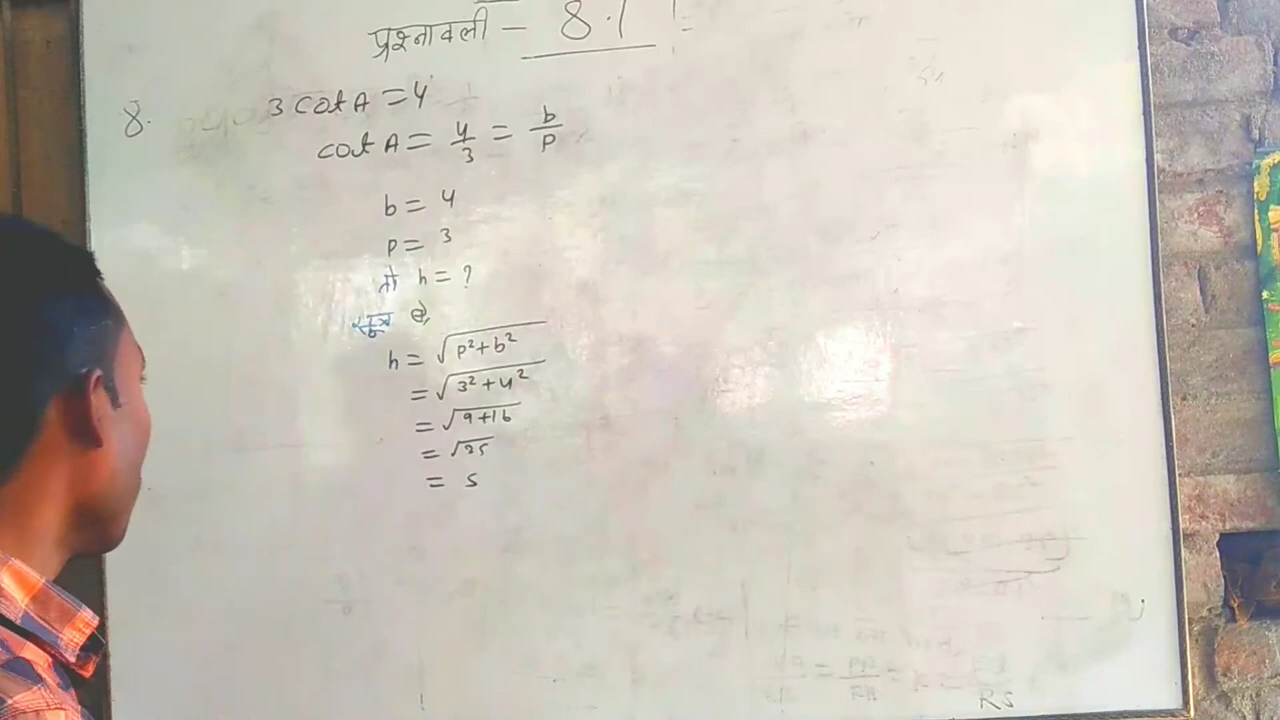 प्रश्नावली - 8.1
8. 3 cot A = 4
cot A = 4/3 = b/p
b = 4
p = 3
तो h = ?
सूत्र से,
h = √p²+b²
= √3²+4²
= √9+16
= √25
= 5
RS